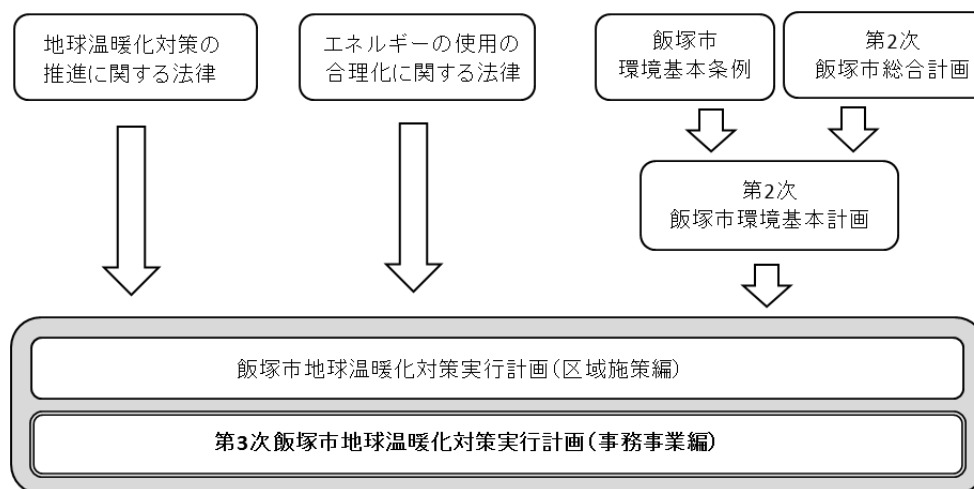 地球温暖化対策の
推進に関する法律
エネルギーの使用の
合理化に関する法律
飯塚市
環境基本条例
第2次
飯塚市総合計画
第2次
飯塚市環境基本計画
飯塚市地球温暖化対策実行計画(区域施策編)
第3次飯塚市地球温暖化対策実行計画(事務事業編)